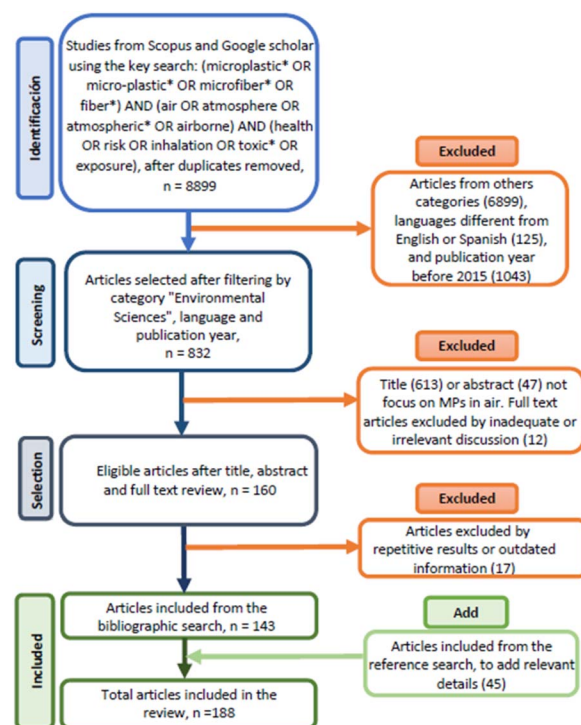 Identificación
Studies from Scopus and Google scholar
using the key search: (microplastic* OR
micro-plastic* OR microfiber* OR
fiber*) AND (air OR atmosphere OR
atmospheric* OR airborne) AND (health
OR risk OR inhalation OR toxic* OR
exposure), after duplicates removed,
n = 8899
Excluded
Articles from others
categories (6899),
languages different from
English or Spanish (125),
and publication year
before 2015 (1043)
Screening
Articles selected after filtering by
category "Environmental
Sciences", language and
publication year,
n = 832
Excluded
Title (613) or abstract (47) not
focus on MPs in air. Full text
articles excluded by inadequate or
irrelevant discussion (12)
Selection
Eligible articles after title, abstract
and full text review, n = 160
Excluded
Articles excluded by
repetitive results or outdated
information (17)
Included
Articles included from the
bibliographic search, n = 143
Add
Articles included from the
reference search, to add relevant
details (45)
Total articles included in the
review, n =188